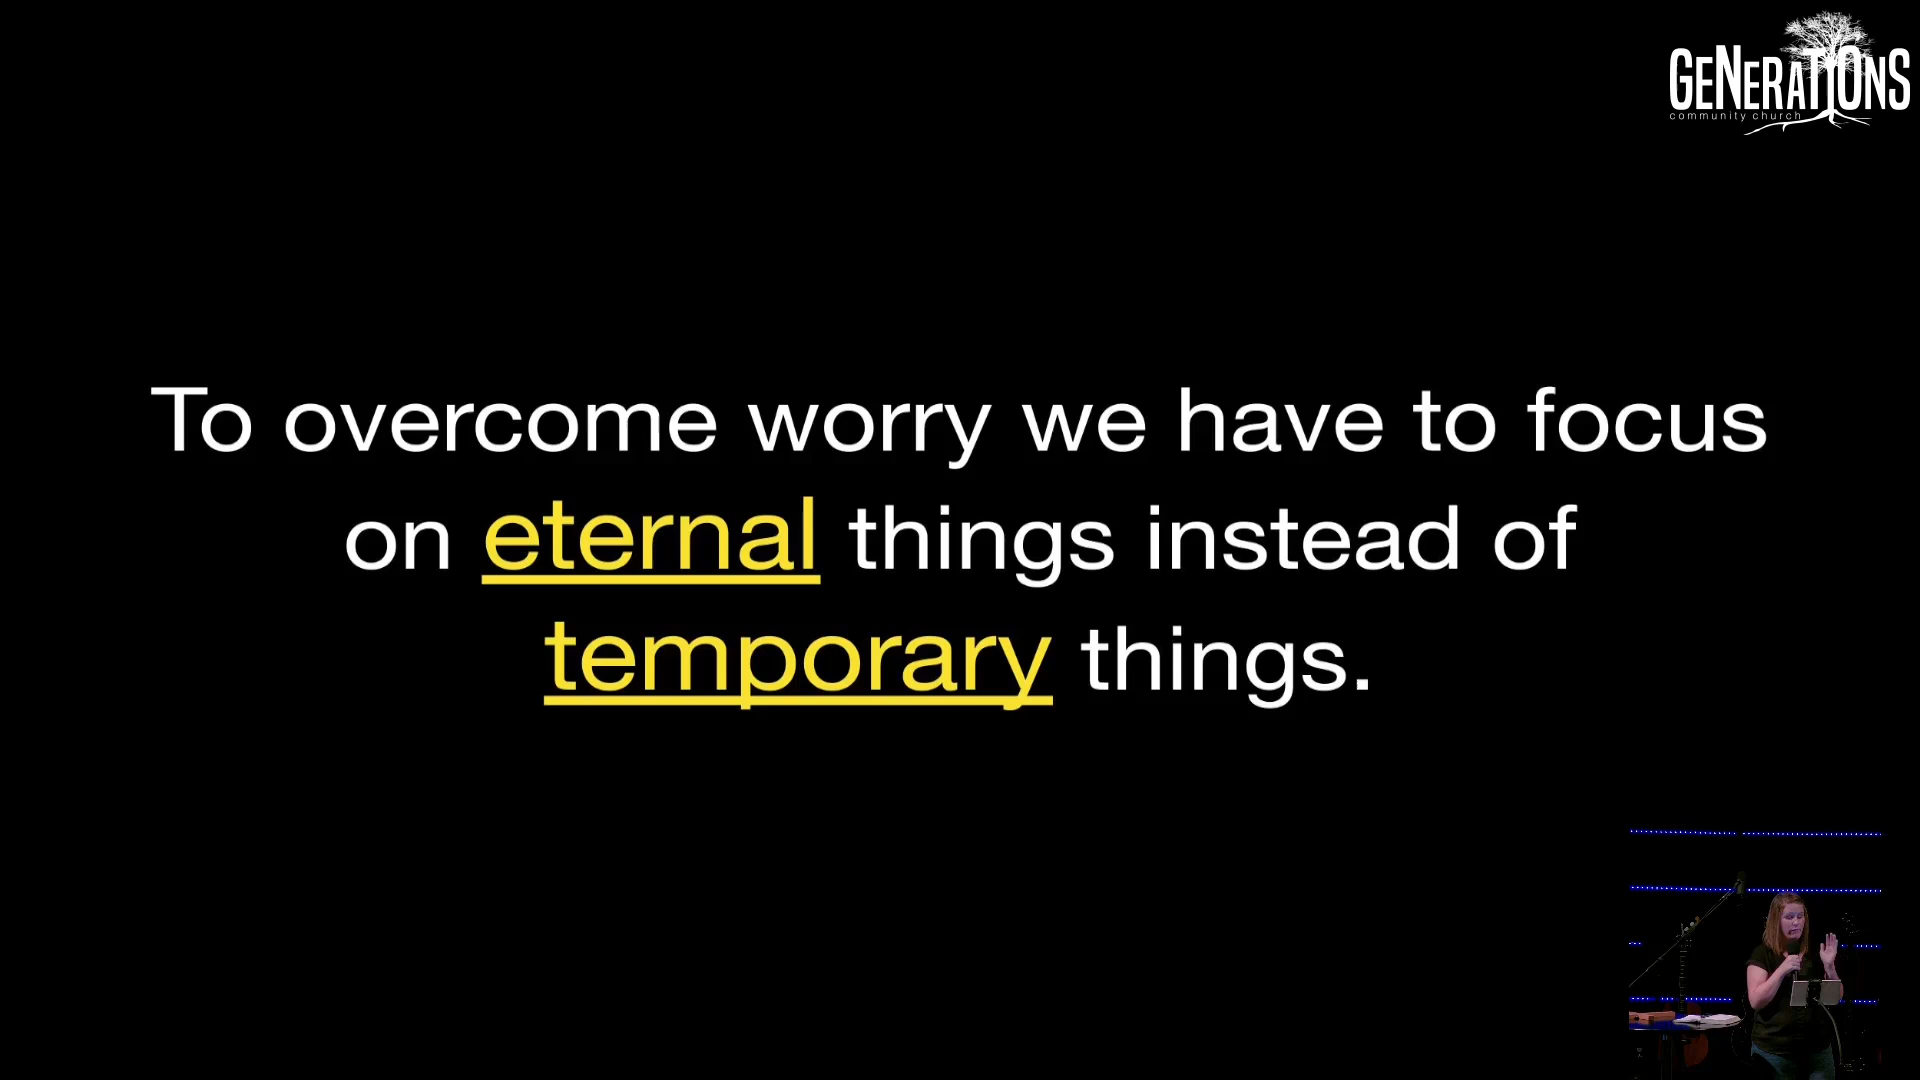 GENERATIONS
community church
To overcome worry we have to focus
on eternal things instead of
temporary things.